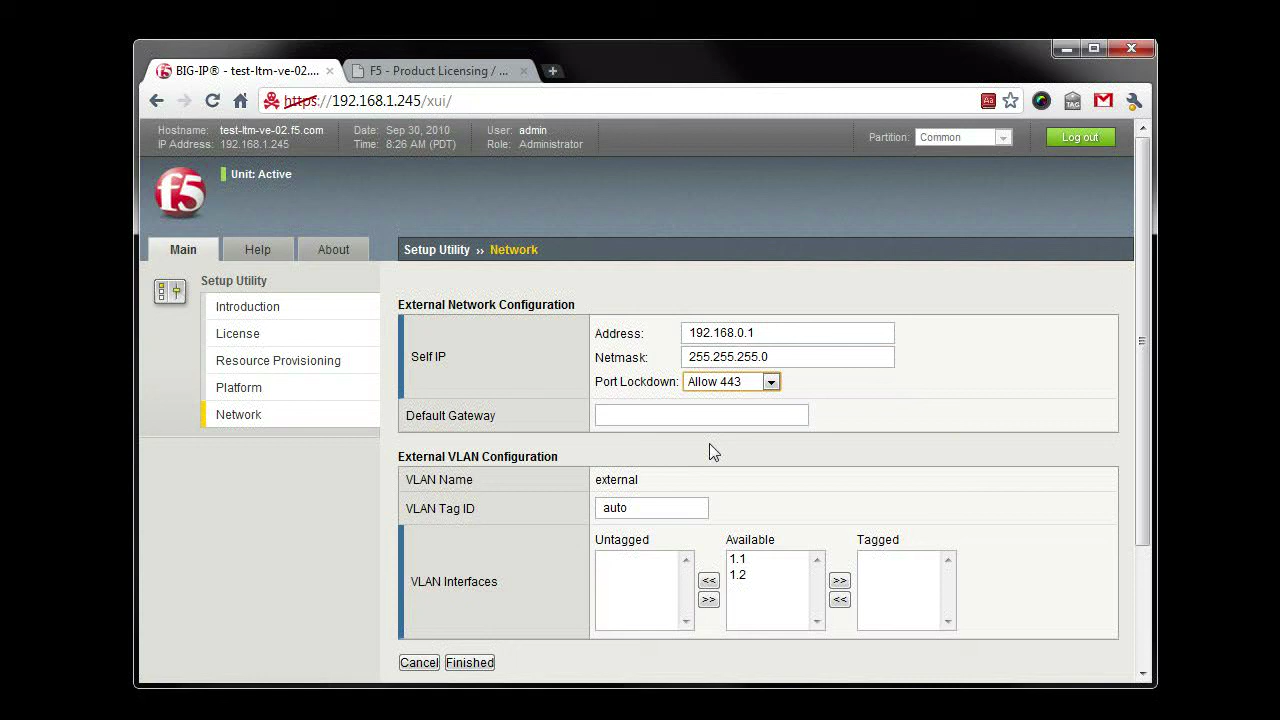 BIG-IP® - test-ltm-ve-02....
F5 - Product Licensing / ...
https://192.168.1.245/xui/
Hostname: test-ltm-ve-02.f5.com Date: Sep 30, 2010 User: admin Partition: Common Log out
IP Address: 192.168.1.245 Time: 8:26 AM (PDT) Role: Administrator
f5 Unit: Active
Main Help About Setup Utility ›› Network
Setup Utility
Introduction
License
Resource Provisioning
Platform
Network
External Network Configuration
Self IP
Address: 192.168.0.1
Netmask: 255.255.255.0
Port Lockdown: Allow 443
Default Gateway
External VLAN Configuration
VLAN Name external
VLAN Tag ID auto
VLAN Interfaces
Untagged Available Tagged
1.1
1.2
<< >>
>> <<
Cancel Finished